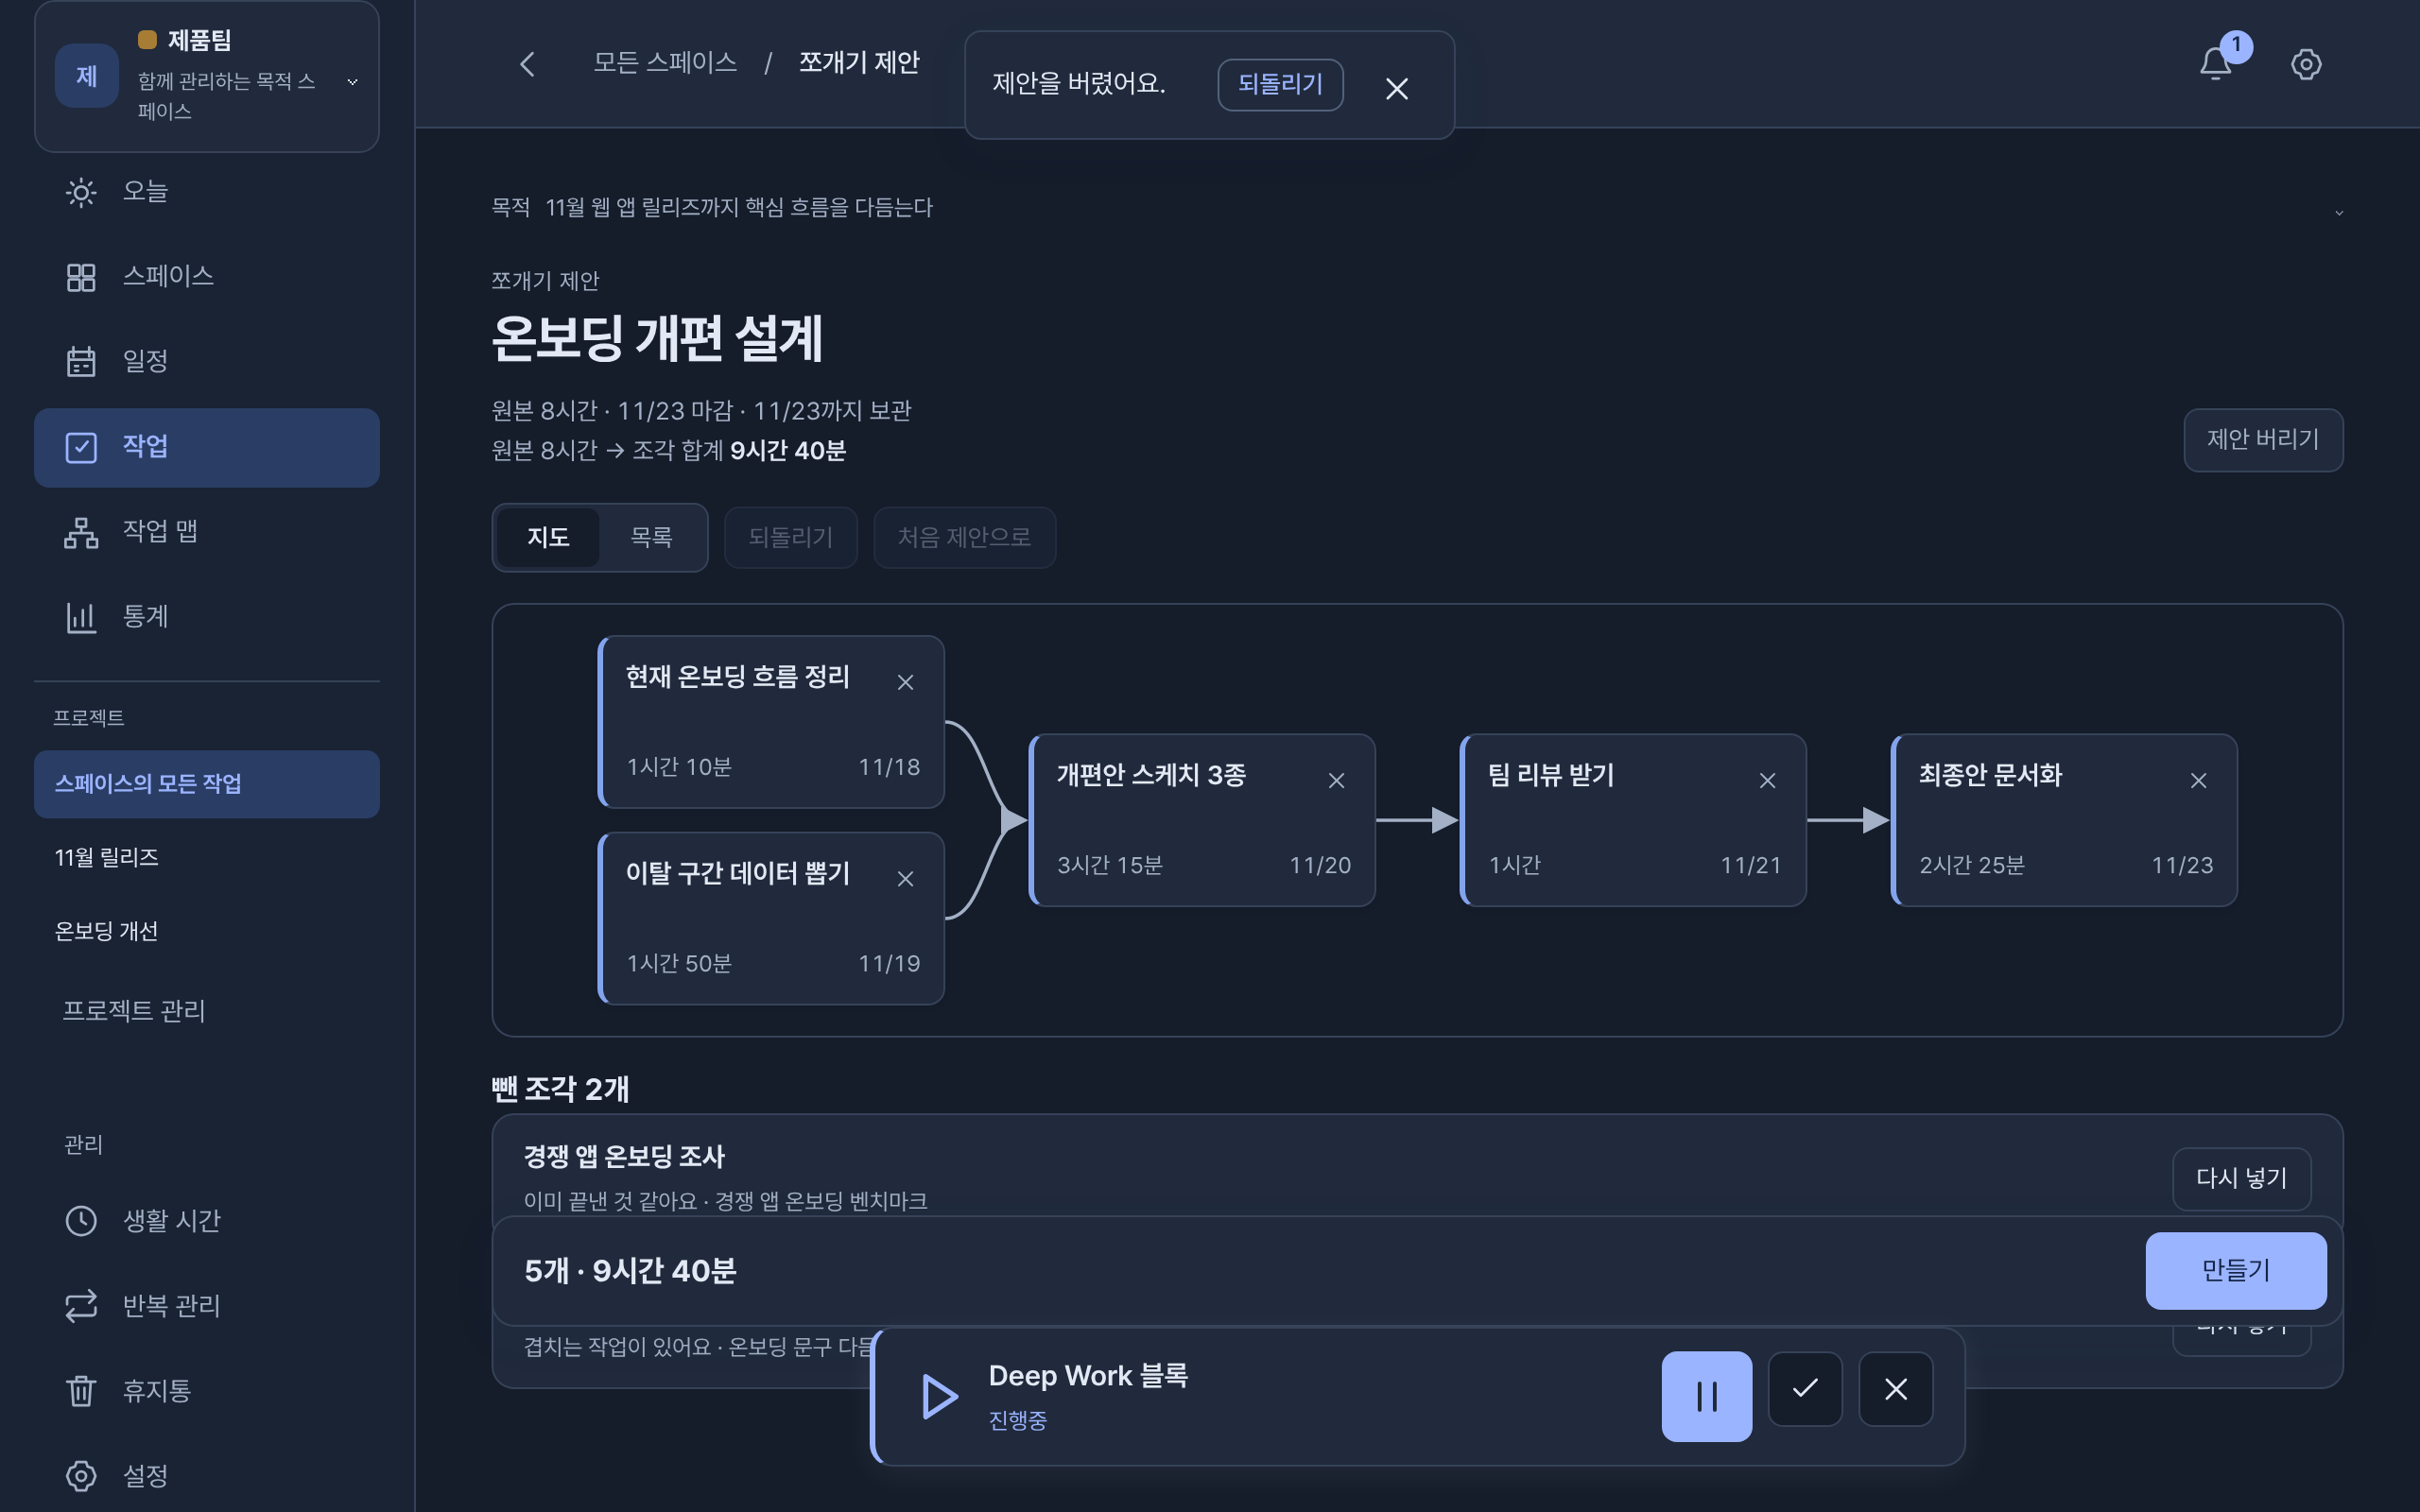 제
제품팀
함께 관리하는 목적 스
페이스
오늘
스페이스
일정
작업
작업 맵
통계
프로젝트
스페이스의 모든 작업
11월 릴리즈
온보딩 개선
프로젝트 관리
관리
생활 시간
반복 관리
휴지통
설정
모든 스페이스 / 쪼개기 제안
제안을 버렸어요. 되돌리기
1
목적 11월 웹 앱 릴리즈까지 핵심 흐름을 다듬는다
쪼개기 제안
온보딩 개편 설계
원본 8시간 · 11/23 마감 · 11/23까지 보관
원본 8시간 → 조각 합계 9시간 40분
제안 버리기
지도 목록 되돌리기 처음 제안으로
현재 온보딩 흐름 정리
1시간 10분 11/18
이탈 구간 데이터 뽑기
1시간 50분 11/19
개편안 스케치 3종
3시간 15분 11/20
팀 리뷰 받기
1시간 11/21
최종안 문서화
2시간 25분 11/23
뺀 조각 2개
경쟁 앱 온보딩 조사
이미 끝낸 것 같아요 · 경쟁 앱 온보딩 벤치마크
다시 넣기
5개 · 9시간 40분
만들기
겹치는 작업이 있어요 · 온보딩 문구
Deep Work 블록
진행중